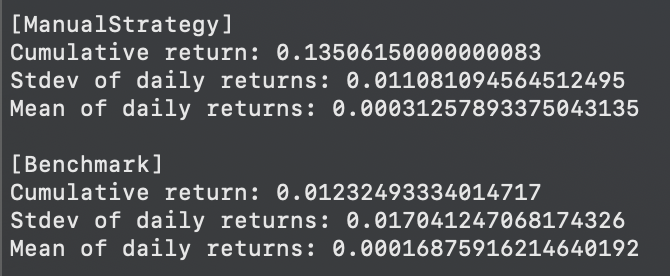 [ManualStrategy]
Cumulative return: 0.13506150000000083
Stdev of daily returns: 0.011081094564512495
Mean of daily returns: 0.00031257893375043135
[Benchmark]
Cumulative return: 0.01232493334014717
Stdev of daily returns: 0.017041247068174326
Mean of daily returns: 0.00016875916214640192